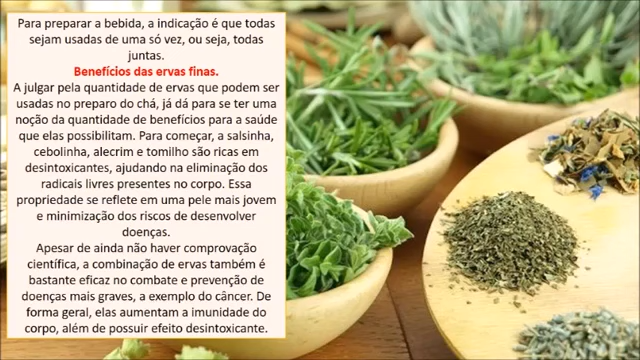 Para preparar a bebida, a indicação é que todas
sejam usadas de uma só vez, ou seja, todas
juntas.
Benefícios das ervas finas.
A julgar pela quantidade de ervas que podem ser
usadas no preparo do chá, já dá para se ter uma
noção da quantidade de benefícios para a saúde
que elas possibilitam. Para começar, a salsinha,
cebolinha, alecrim e tomilho são ricas em
desintoxicantes, ajudando na eliminação dos
radicais livres presentes no corpo. Essa
propriedade se reflete em uma pele mais jovem
e minimização dos riscos de desenvolver
doenças.
Apesar de ainda não haver comprovação
científica, a combinação de ervas também é
bastante eficaz no combate e prevenção de
doenças mais graves, a exemplo do câncer. De
forma geral, elas aumentam a imunidade do
corpo, além de possuir efeito desintoxicante.